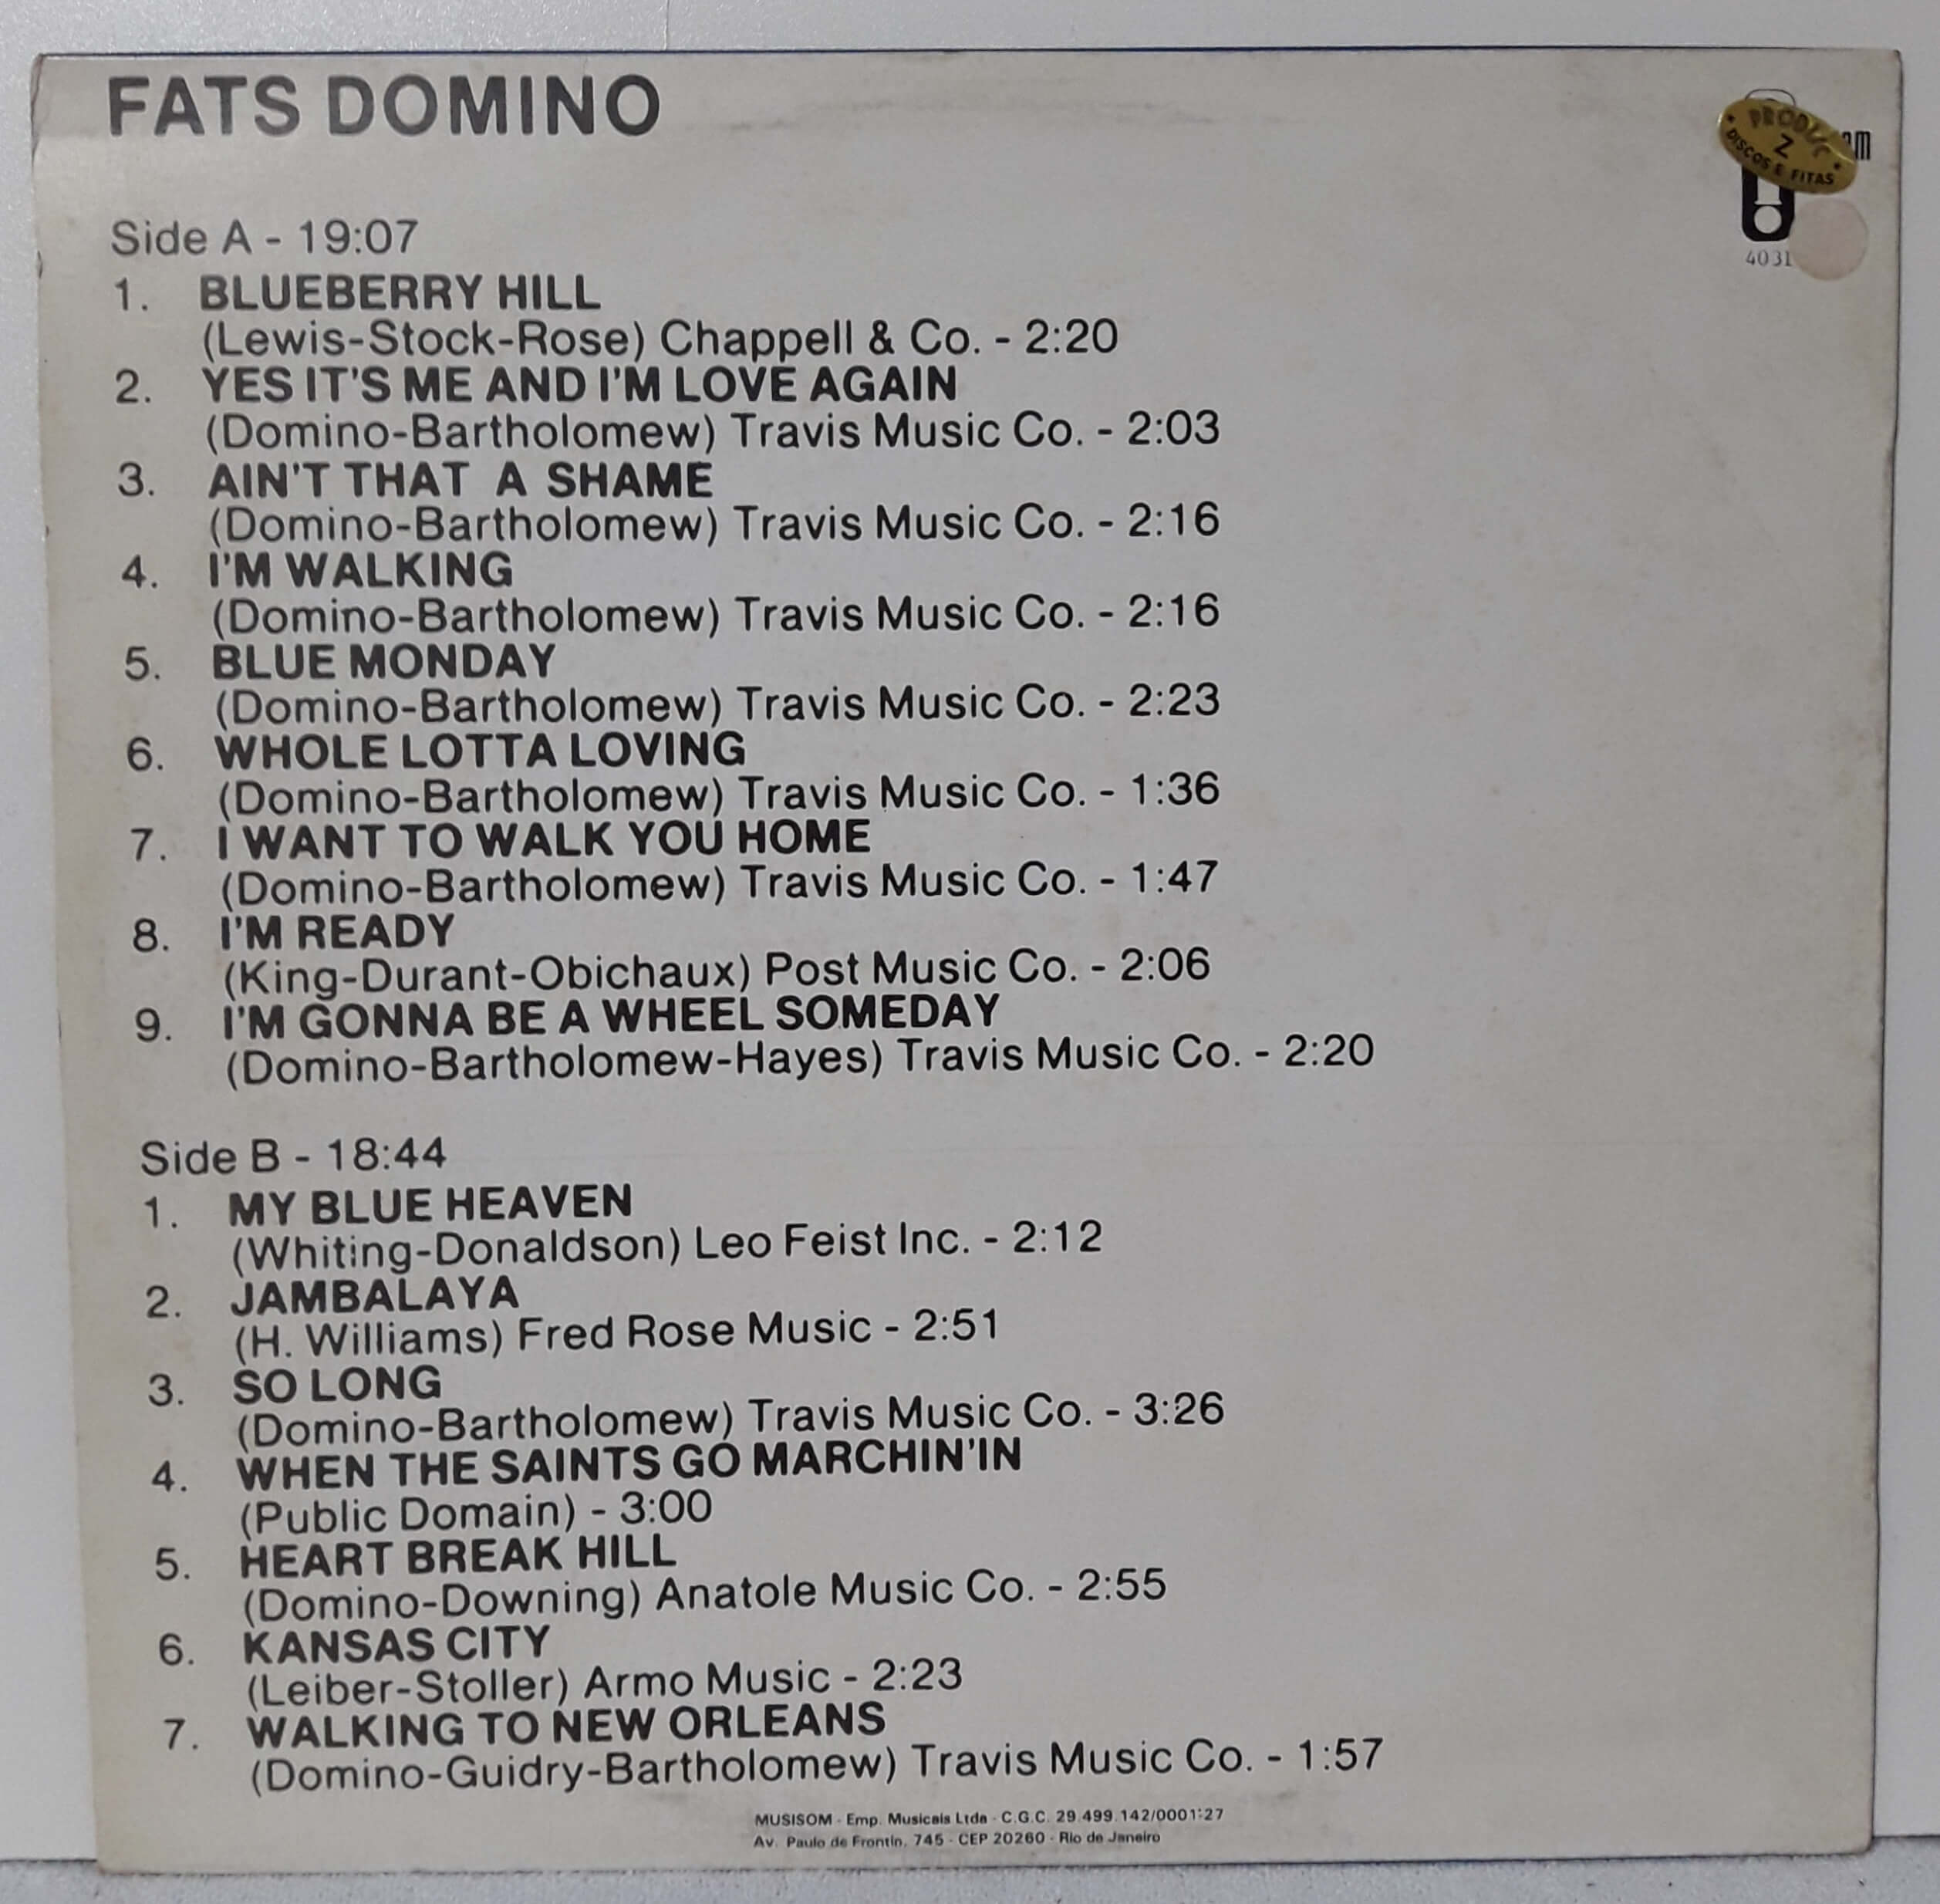 FATS DOMINO
PRODISC
Z
DISCOS E FITAS
4031
Side A - 19:07
1. BLUEBERRY HILL
(Lewis-Stock-Rose) Chappell & Co. - 2:20
2. YES IT'S ME AND I'M LOVE AGAIN
(Domino-Bartholomew) Travis Music Co. - 2:03
3. AIN'T THAT A SHAME
(Domino-Bartholomew) Travis Music Co. - 2:16
4. I'M WALKING
(Domino-Bartholomew) Travis Music Co. - 2:16
5. BLUE MONDAY
(Domino-Bartholomew) Travis Music Co. - 2:23
6. WHOLE LOTTA LOVING
(Domino-Bartholomew) Travis Music Co. - 1:36
7. I WANT TO WALK YOU HOME
(Domino-Bartholomew) Travis Music Co. - 1:47
8. I'M READY
(King-Durant-Obichaux) Post Music Co. - 2:06
9. I'M GONNA BE A WHEEL SOMEDAY
(Domino-Bartholomew-Hayes) Travis Music Co. - 2:20
Side B - 18:44
1. MY BLUE HEAVEN
(Whiting-Donaldson) Leo Feist Inc. - 2:12
2. JAMBALAYA
(H. Williams) Fred Rose Music - 2:51
3. SO LONG
(Domino-Bartholomew) Travis Music Co. - 3:26
4. WHEN THE SAINTS GO MARCHIN'IN
(Public Domain) - 3:00
5. HEART BREAK HILL
(Domino-Downing) Anatole Music Co. - 2:55
6. KANSAS CITY
(Leiber-Stoller) Armo Music - 2:23
7. WALKING TO NEW ORLEANS
(Domino-Guidry-Bartholomew) Travis Music Co. - 1:57
MUSISOM - Emp. Musicais Ltda - C.G.C. 29.499.142/0001-27
Av. Paulo de Frontin, 745 - CEP 20260 - Rio de Janeiro